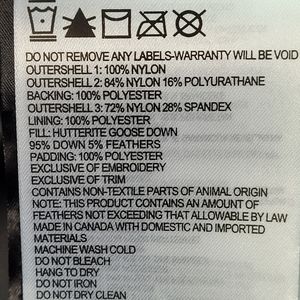 DO NOT REMOVE ANY LABELS-WARRANTY WILL BE VOID
OUTERSHELL 1: 100% NYLON
OUTERSHELL 2: 84% NYLON 16% POLYURATHANE
BACKING: 100% POLYESTER
OUTERSHELL 3: 72% NYLON 28% SPANDEX
LINING: 100% POLYESTER
FILL: HUTTERITE GOOSE DOWN
95% DOWN 5% FEATHERS
PADDING: 100% POLYESTER
EXCLUSIVE OF EMBROIDERY
EXCLUSIVE OF TRIM
CONTAINS NON-TEXTILE PARTS OF ANIMAL ORIGIN
NOTE: THIS PRODUCT CONTAINS AN AMOUNT OF
FEATHERS NOT EXCEEDING THAT ALLOWABLE BY LAW
MADE IN CANADA WITH DOMESTIC AND IMPORTED
MATERIALS
MACHINE WASH COLD
DO NOT BLEACH
HANG TO DRY
DO NOT IRON
DO NOT DRY CLEAN